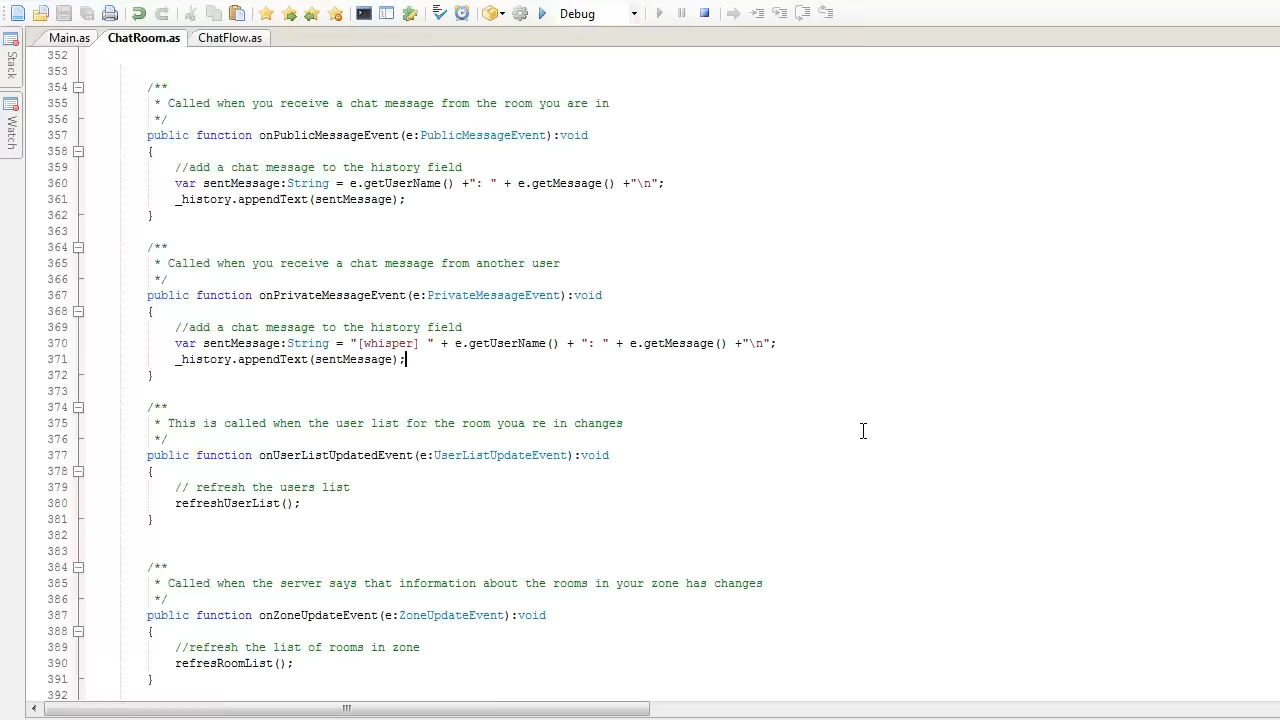 Debug
Main.as ChatRoom.as ChatFlow.as
Stack
Watch
352
353
354 /**
355 * Called when you receive a chat message from the room you are in
356 */
357 public function onPublicMessageEvent(e:PublicMessageEvent):void
358 {
359 //add a chat message to the history field
360 var sentMessage:String = e.getUserName() +": " + e.getMessage() +"\n";
361 _history.appendText(sentMessage);
362 }
363
364 /**
365 * Called when you receive a chat message from another user
366 */
367 public function onPrivateMessageEvent(e:PrivateMessageEvent):void
368 {
369 //add a chat message to the history field
370 var sentMessage:String = "[whisper] " + e.getUserName() + ": " + e.getMessage() +"\n";
371 _history.appendText(sentMessage);
372 }
373
374 /**
375 * This is called when the user list for the room youa re in changes
376 */
377 public function onUserListUpdatedEvent(e:UserListUpdateEvent):void
378 {
379 // refresh the users list
380 refreshUserList();
381 }
382
383
384 /**
385 * Called when the server says that information about the rooms in your zone has changes
386 */
387 public function onZoneUpdateEvent(e:ZoneUpdateEvent):void
388 {
389 //refresh the list of rooms in zone
390 refresRoomList();
391 }
392